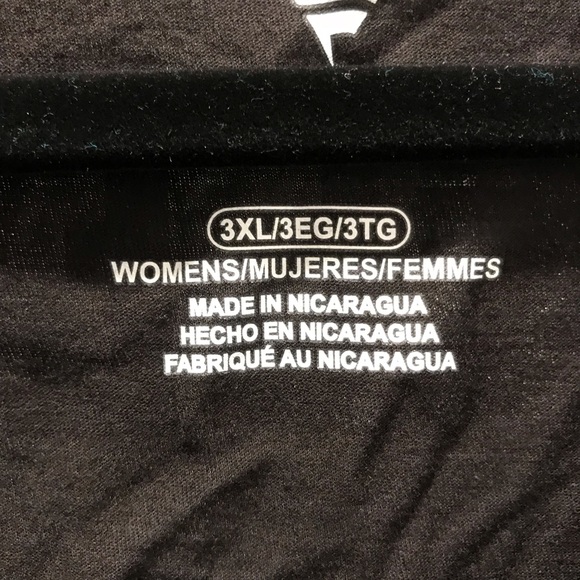 3XL/3EG/3TG
WOMENS/MUJERES/FEMMES
MADE IN NICARAGUA
HECHO EN NICARAGUA
FABRIQUÉ AU NICARAGUA